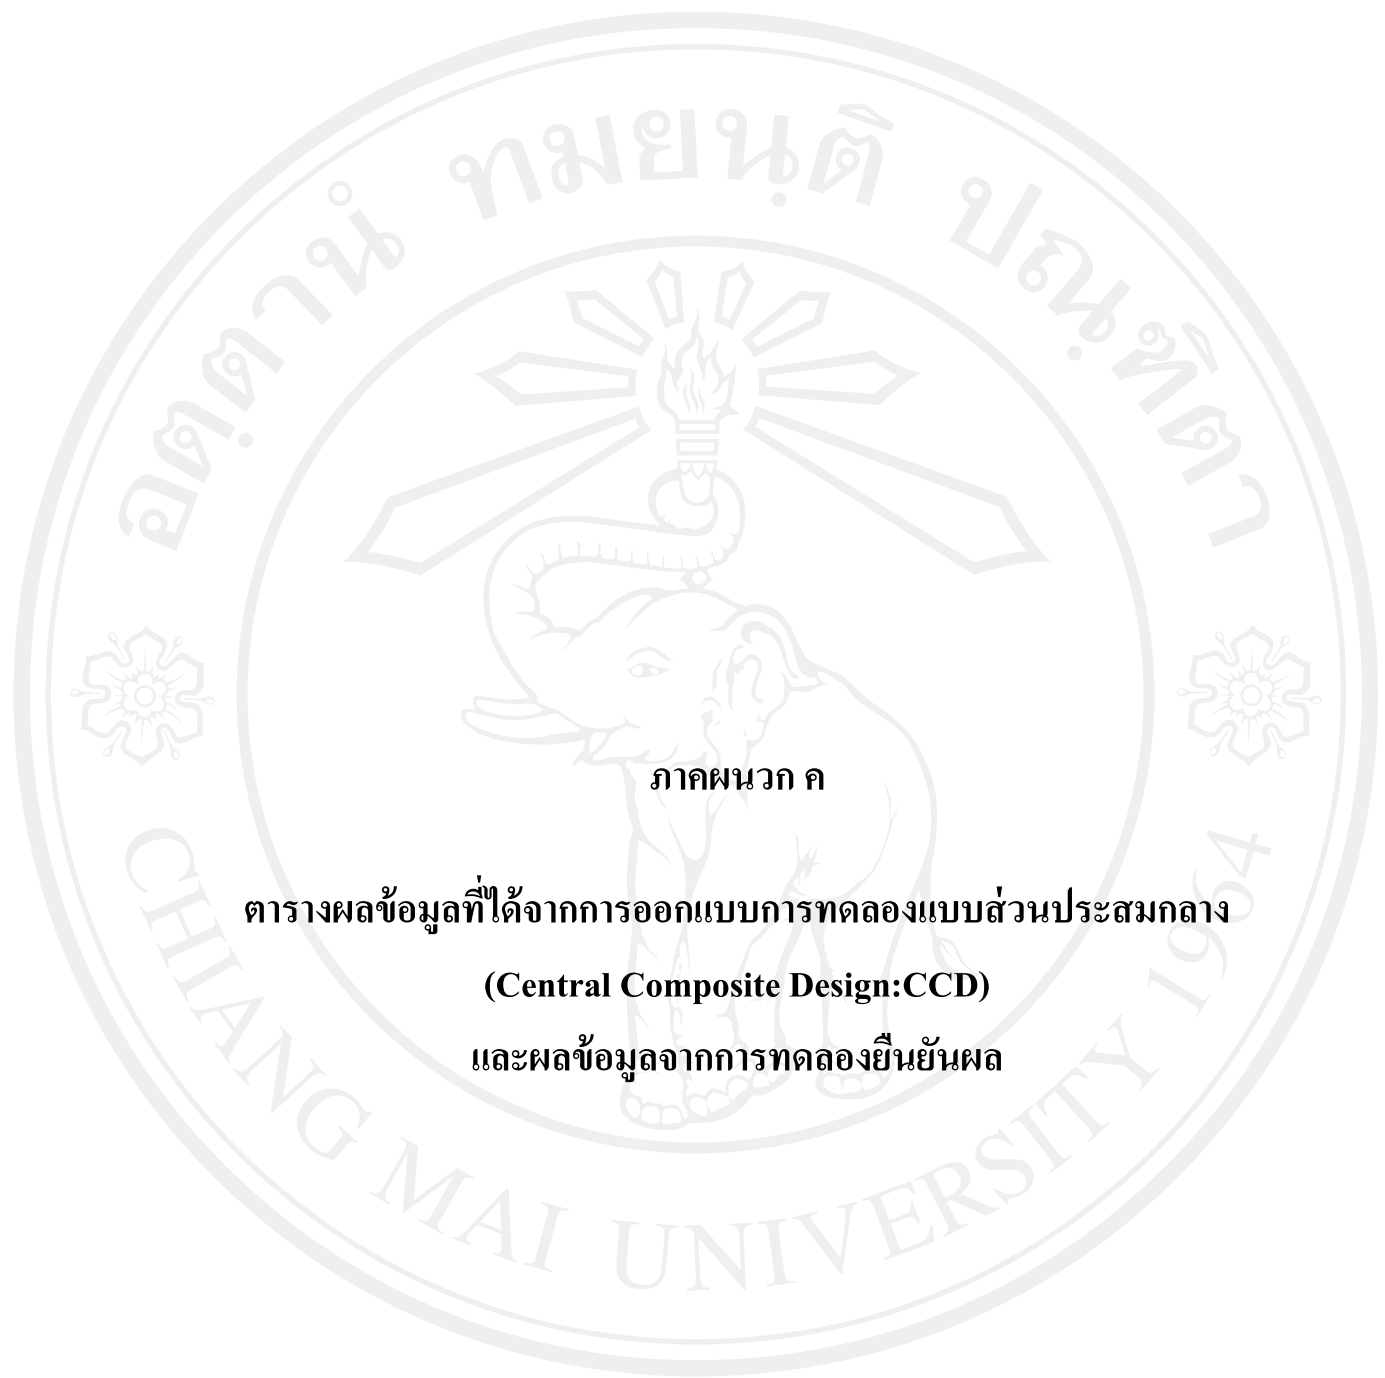 อตฺตานํ ทมยนฺติ ปณฺฑิตา
ภาคผนวก ค
ตารางผลข้อมูลที่ได้จากการออกแบบการทดลองแบบส่วนประสมกลาง
(Central Composite Design:CCD)
และผลข้อมูลจากการทดลองยืนยันผล
CHIANG MAI UNIVERSITY 1964